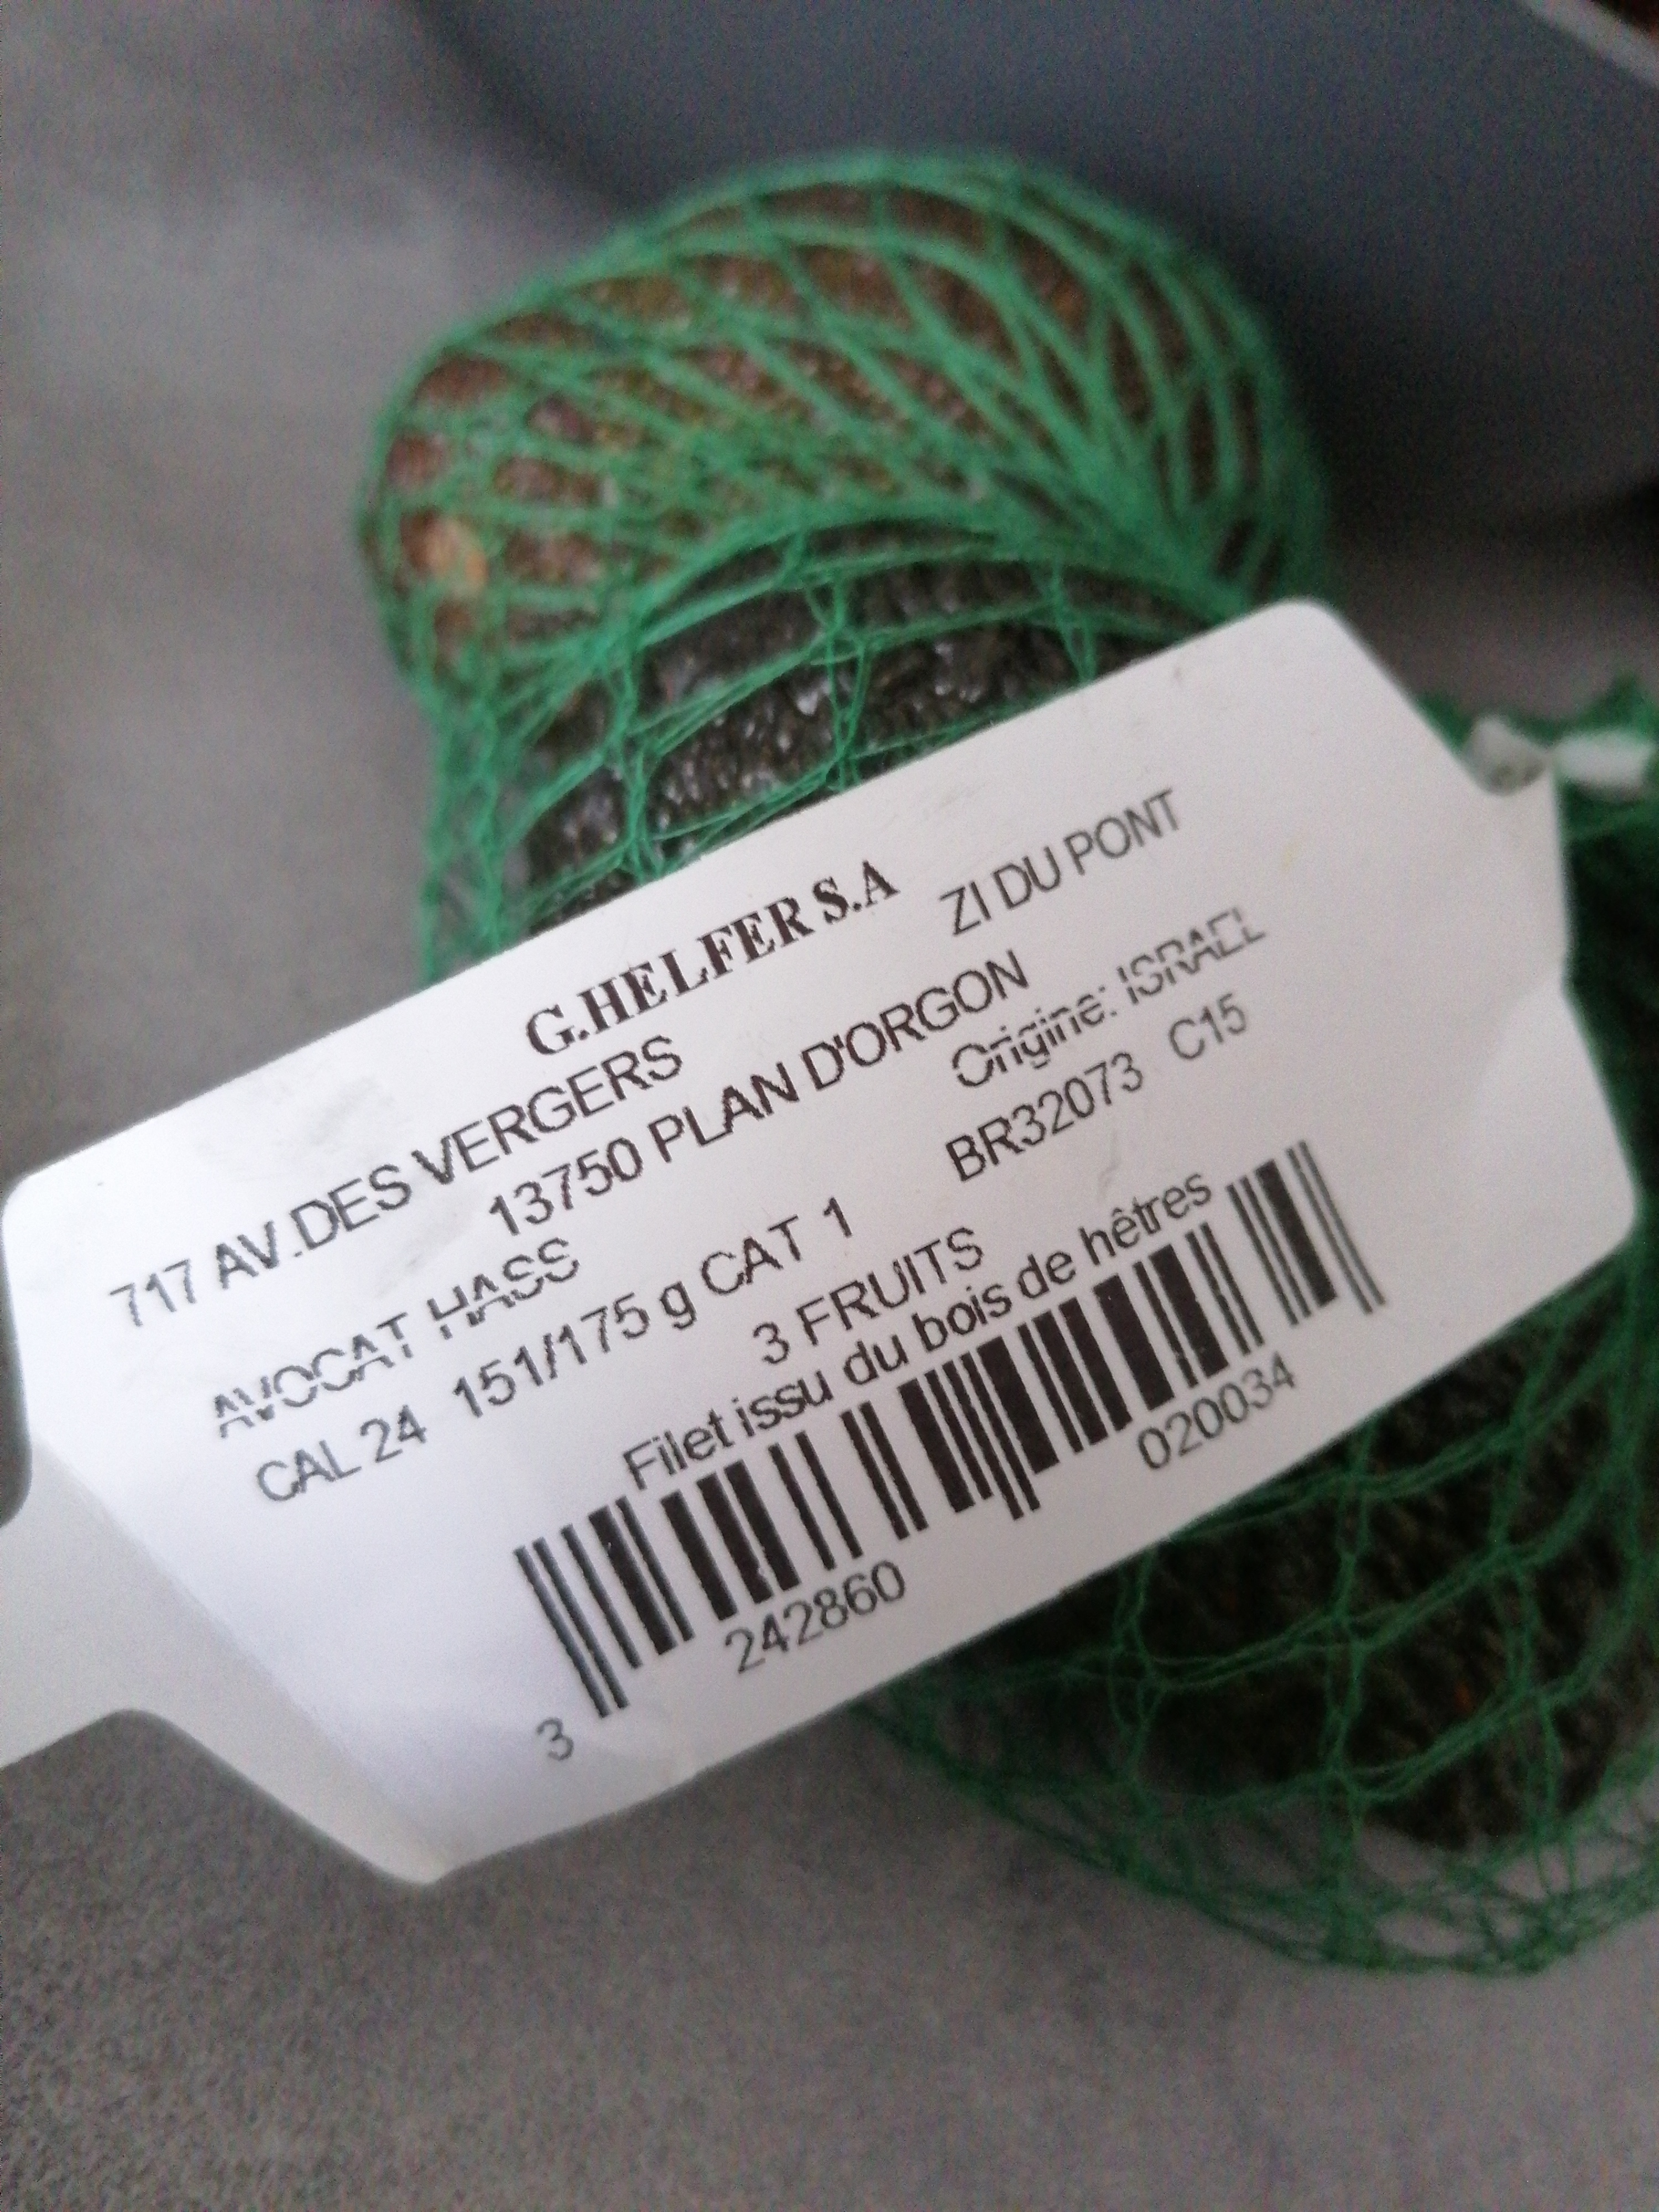 G.HELFER S.A
717 AV.DES VERGERS ZI DU PONT
13750 PLAN D'ORGON
AVOCAT HASS Origine: ISRAEL
CAL 24 151/175 g CAT 1 BR32073 C15
3 FRUITS
Filet issu du bois de hêtres
3 242860 020034